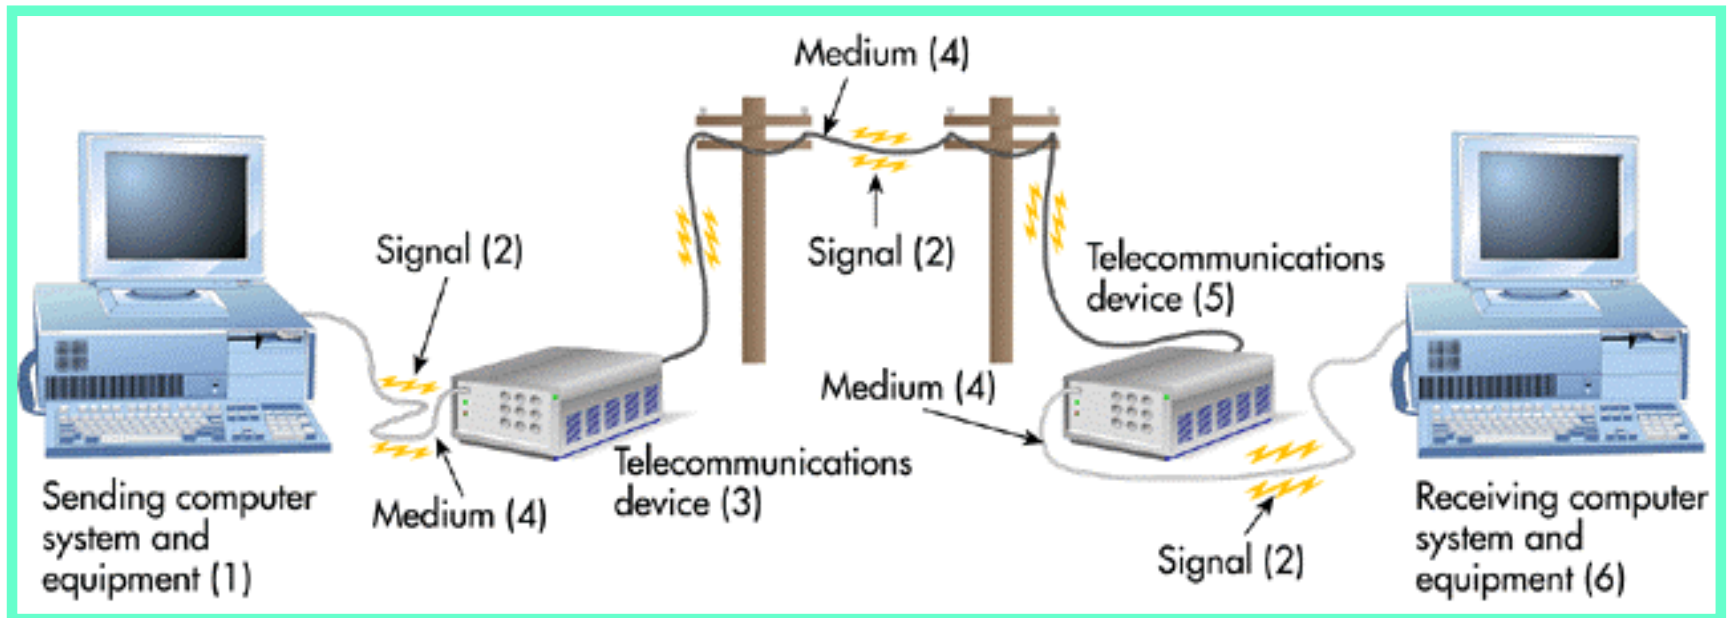 Medium (4)
Signal (2)
Signal (2)
Telecommunications
device (5)
Medium (4)
Telecommunications
device (3)
Medium (4)
Sending computer
system and
equipment (1)
Receiving computer
system and
equipment (6)
Signal (2)